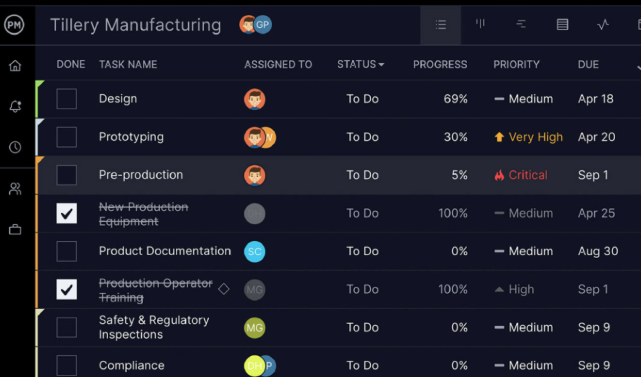 PM Tillery Manufacturing GP
DONE TASK NAME ASSIGNED TO STATUS PROGRESS PRIORITY DUE
Design To Do 69% Medium Apr 18
Prototyping To Do 30% Very High Apr 20
Pre-production To Do 5% Critical Sep 1
New Production
Equipment To Do 100% Medium Apr 25
Product Documentation SC To Do 0% Medium Aug 30
Production Operator
Training MG To Do 100% High Sep 1
Safety & Regulatory
Inspections MG To Do 0% Medium Sep 9
Compliance To Do 0% Medium Sep 9